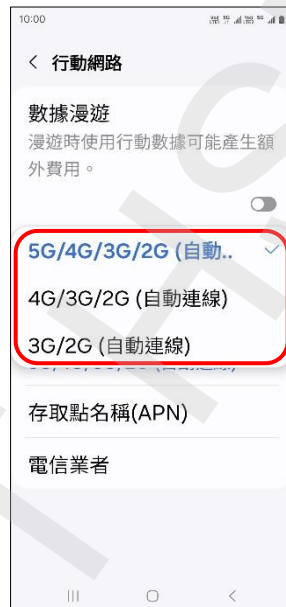 10:00
行動網路
數據漫遊
漫遊時使用行動數據可能產生額
外費用。
5G/4G/3G/2G (自動..
4G/3G/2G (自動連線)
3G/2G (自動連線)
存取點名稱(APN)
電信業者